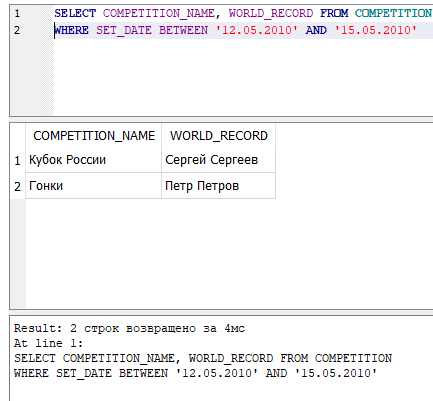 1 SELECT COMPETITION_NAME, WORLD_RECORD FROM COMPETITION
2 WHERE SET_DATE BETWEEN '12.05.2010' AND '15.05.2010'
COMPETITION_NAME WORLD_RECORD
1 Кубок России Сергей Сергеев
2 Гонки Петр Петров
Result: 2 строк возвращено за 4мс
At line 1:
SELECT COMPETITION_NAME, WORLD_RECORD FROM COMPETITION
WHERE SET_DATE BETWEEN '12.05.2010' AND '15.05.2010'